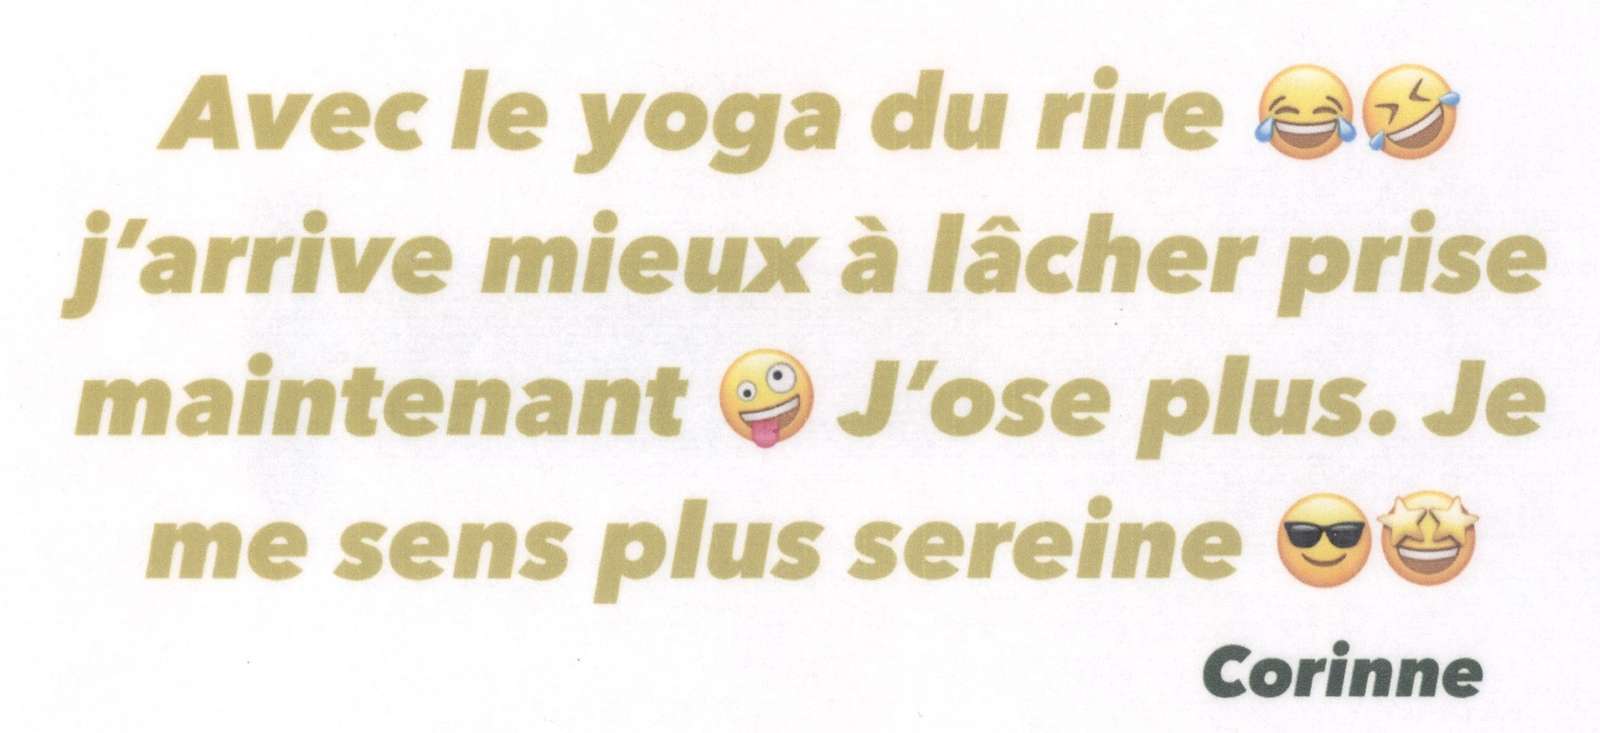 Avec le yoga du rire 😂🤣
j’arrive mieux à lâcher prise
maintenant 🤪 J’ose plus. Je
me sens plus sereine 😎🤩
Corinne